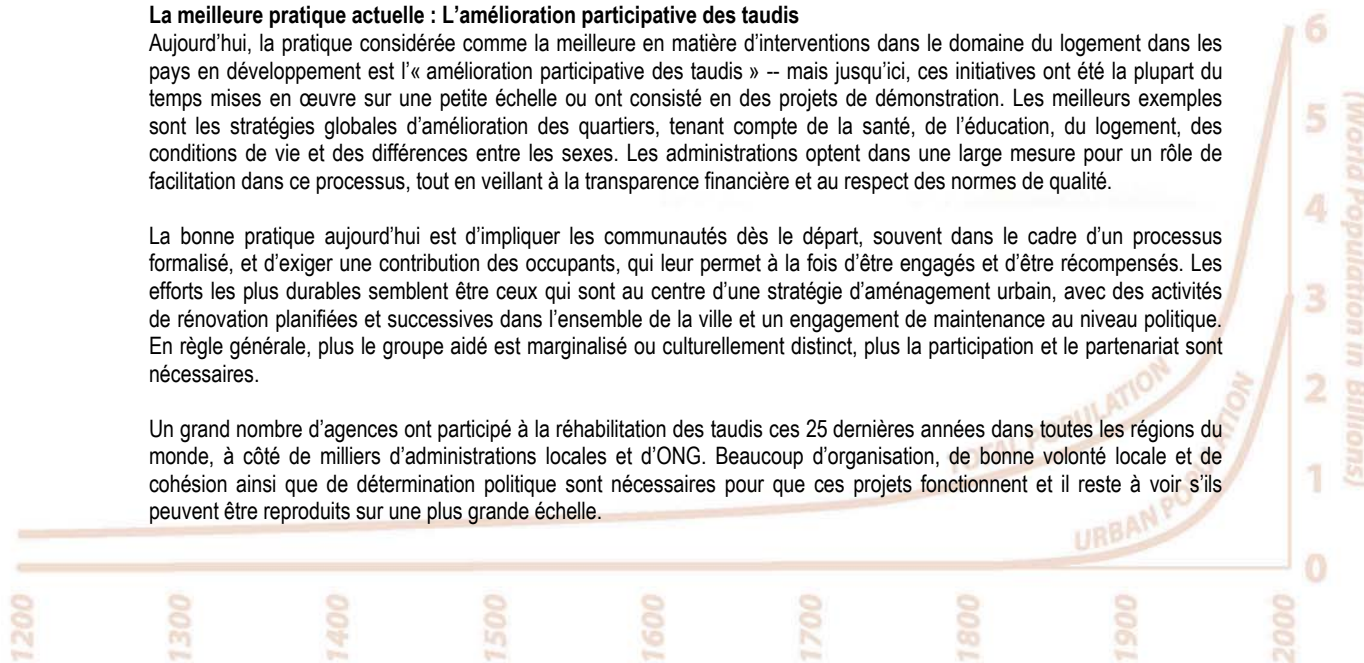 La meilleure pratique actuelle : L’amélioration participative des taudis
Aujourd’hui, la pratique considérée comme la meilleure en matière d’interventions dans le domaine du logement dans les
pays en développement est l’« amélioration participative des taudis » -- mais jusqu’ici, ces initiatives ont été la plupart du
temps mises en œuvre sur une petite échelle ou ont consisté en des projets de démonstration. Les meilleurs exemples
sont les stratégies globales d’amélioration des quartiers, tenant compte de la santé, de l’éducation, du logement, des
conditions de vie et des différences entre les sexes. Les administrations optent dans une large mesure pour un rôle de
facilitation dans ce processus, tout en veillant à la transparence financière et au respect des normes de qualité.
La bonne pratique aujourd’hui est d’impliquer les communautés dès le départ, souvent dans le cadre d’un processus
formalisé, et d’exiger une contribution des occupants, qui leur permet à la fois d’être engagés et d’être récompensés. Les
efforts les plus durables semblent être ceux qui sont au centre d’une stratégie d’aménagement urbain, avec des activités
de rénovation planifiées et successives dans l’ensemble de la ville et un engagement de maintenance au niveau politique.
En règle générale, plus le groupe aidé est marginalisé ou culturellement distinct, plus la participation et le partenariat sont
nécessaires.
Un grand nombre d’agences ont participé à la réhabilitation des taudis ces 25 dernières années dans toutes les régions du
monde, à côté de milliers d’administrations locales et d’ONG. Beaucoup d’organisation, de bonne volonté locale et de
cohésion ainsi que de détermination politique sont nécessaires pour que ces projets fonctionnent et il reste à voir s’ils
peuvent être reproduits sur une plus grande échelle.
TOTAL POPULATION
URBAN POPULATION
6
5
4
3
2
1
0
(World Population in Billions)
1200
1300
1400
1500
1600
1700
1800
1900
2000